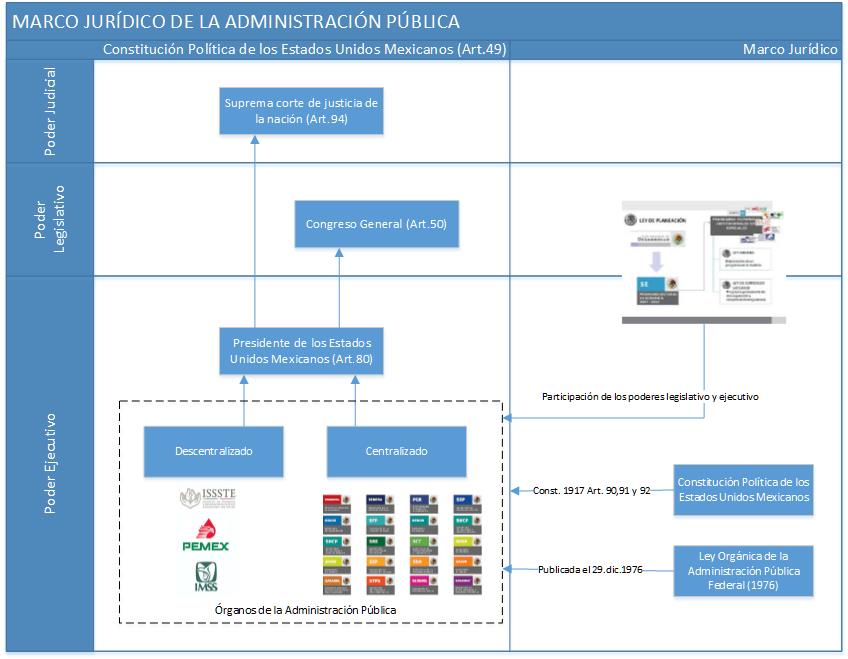 MARCO JURÍDICO DE LA ADMINISTRACIÓN PÚBLICA
Constitución Política de los Estados Unidos Mexicanos (Art.49)
Marco Jurídico
Poder Judicial
Suprema corte de justicia de
la nación (Art.94)
Poder
Legislativo
Congreso General (Art.50)
LEY DE PLANEACIÓN
SE
Poder Ejecutivo
Presidente de los Estados
Unidos Mexicanos (Art.80)
Participación de los poderes legislativo y ejecutivo
Descentralizado
Centralizado
Const. 1917 Art. 90,91 y 92
Constitución Política de los
Estados Unidos Mexicanos
ISSSTE
PEMEX
IMSS
Publicada el 29.dic.1976
Ley Orgánica de la
Administración Pública
Federal (1976)
Órganos de la Administración Pública